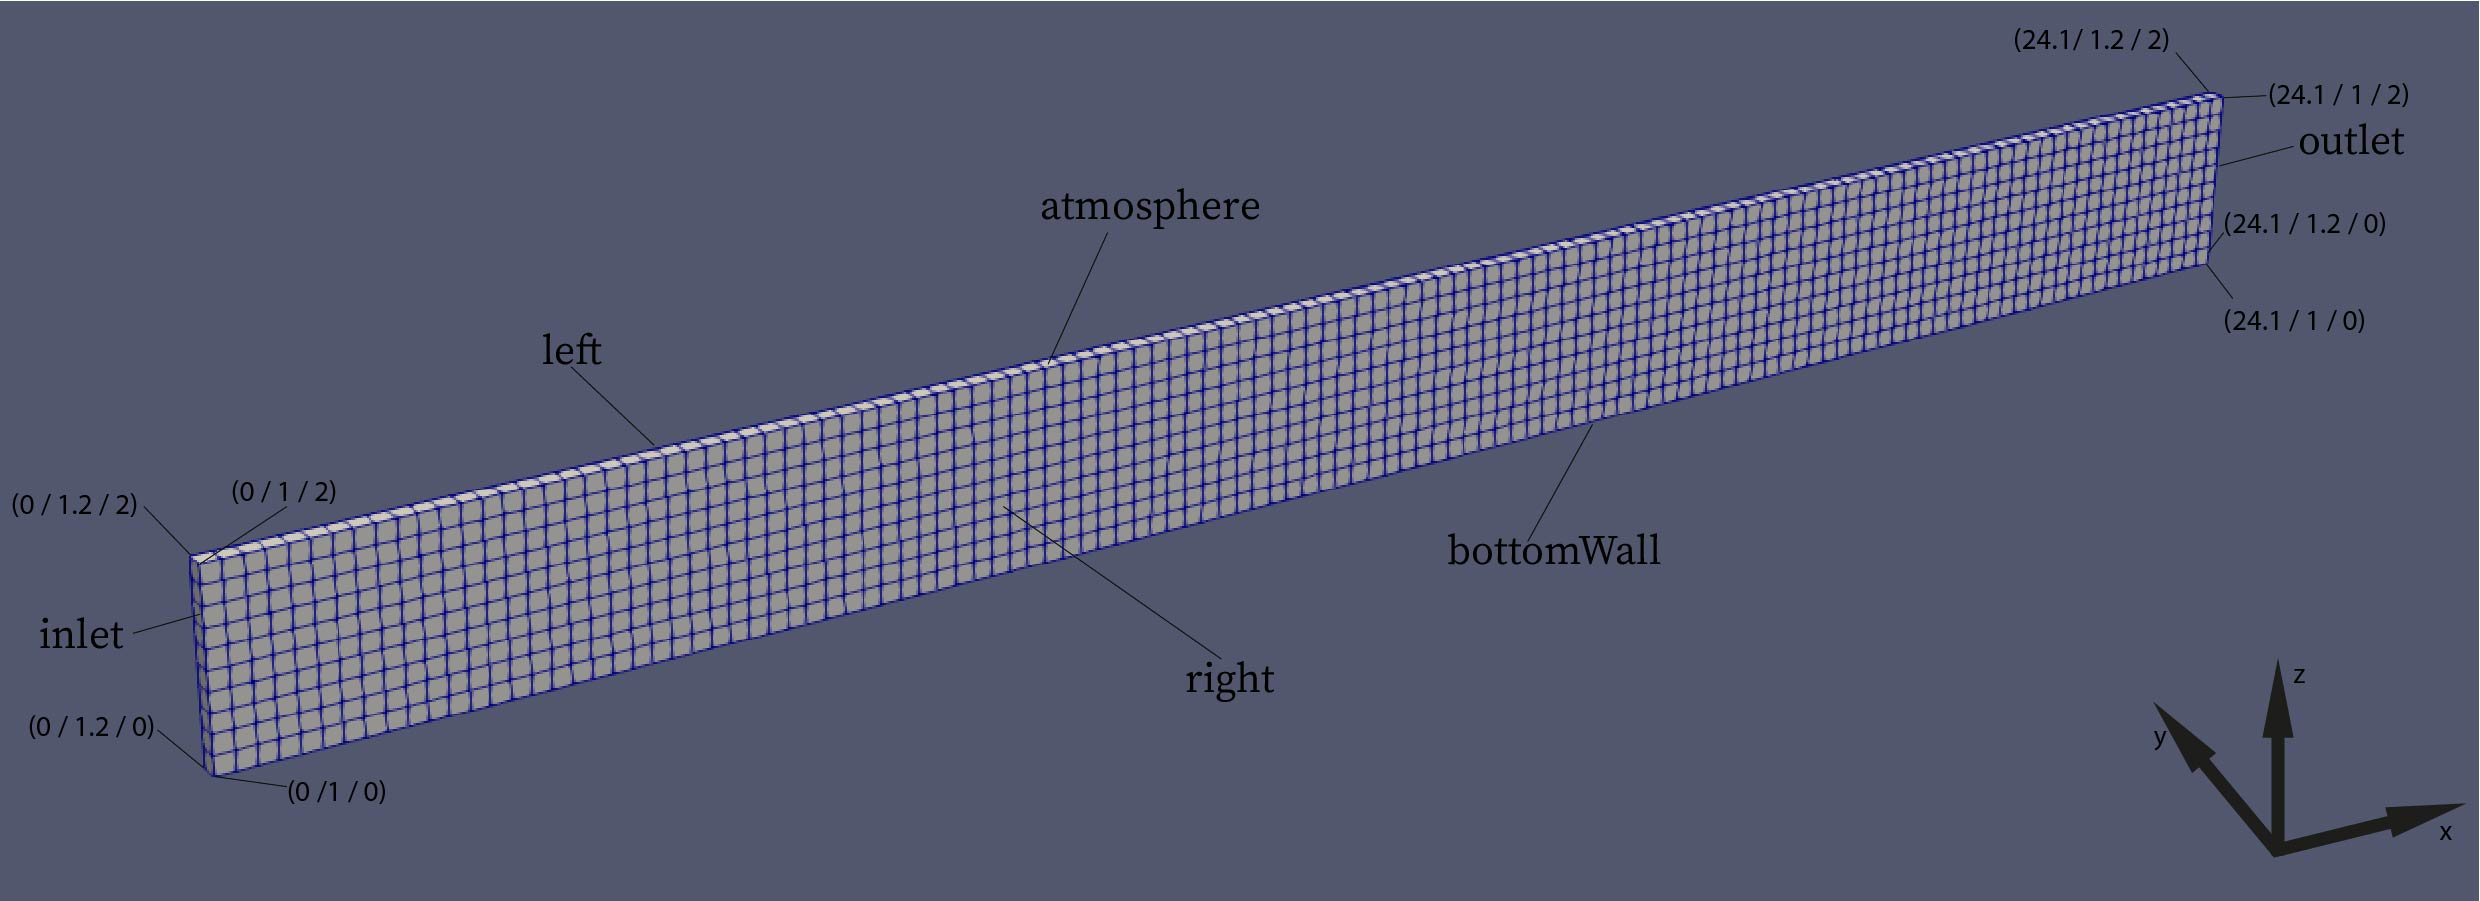 (24.1/ 1.2 / 2)
(24.1 / 1 / 2)
outlet
atmosphere
(24.1 / 1.2 / 0)
(24.1 / 1 / 0)
left
(0 / 1.2 / 2)
(0 / 1 / 2)
bottomWall
inlet
right
(0 / 1.2 / 0)
(0 /1 / 0)
z
y
x